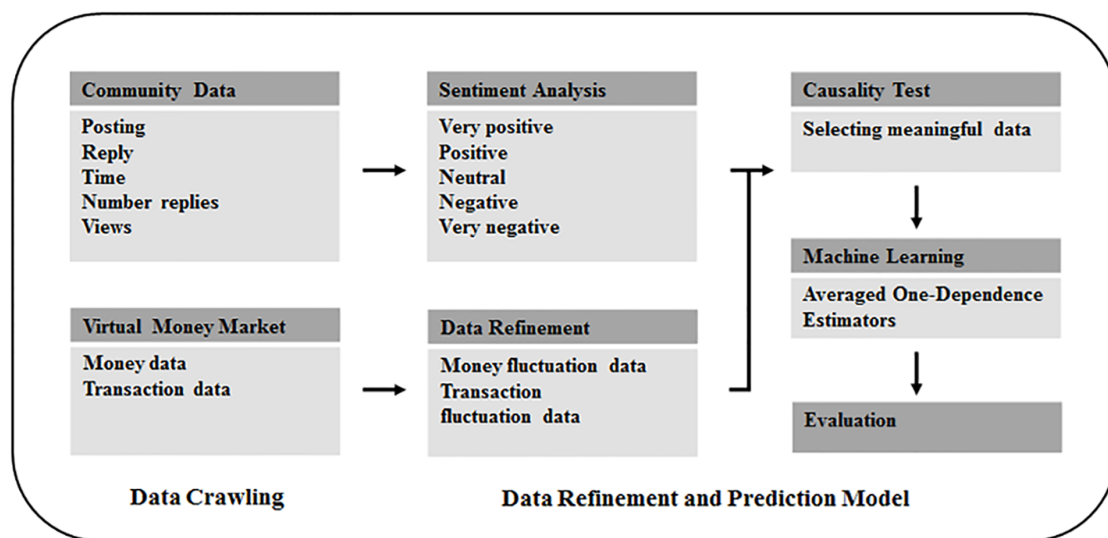 Community Data
Posting
Reply
Time
Number replies
Views
Sentiment Analysis
Very positive
Positive
Neutral
Negative
Very negative
Causality Test
Selecting meaningful data
Machine Learning
Averaged One-Dependence
Estimators
Evaluation
Virtual Money Market
Money data
Transaction data
Data Refinement
Money fluctuation data
Transaction
fluctuation data
Data Crawling
Data Refinement and Prediction Model